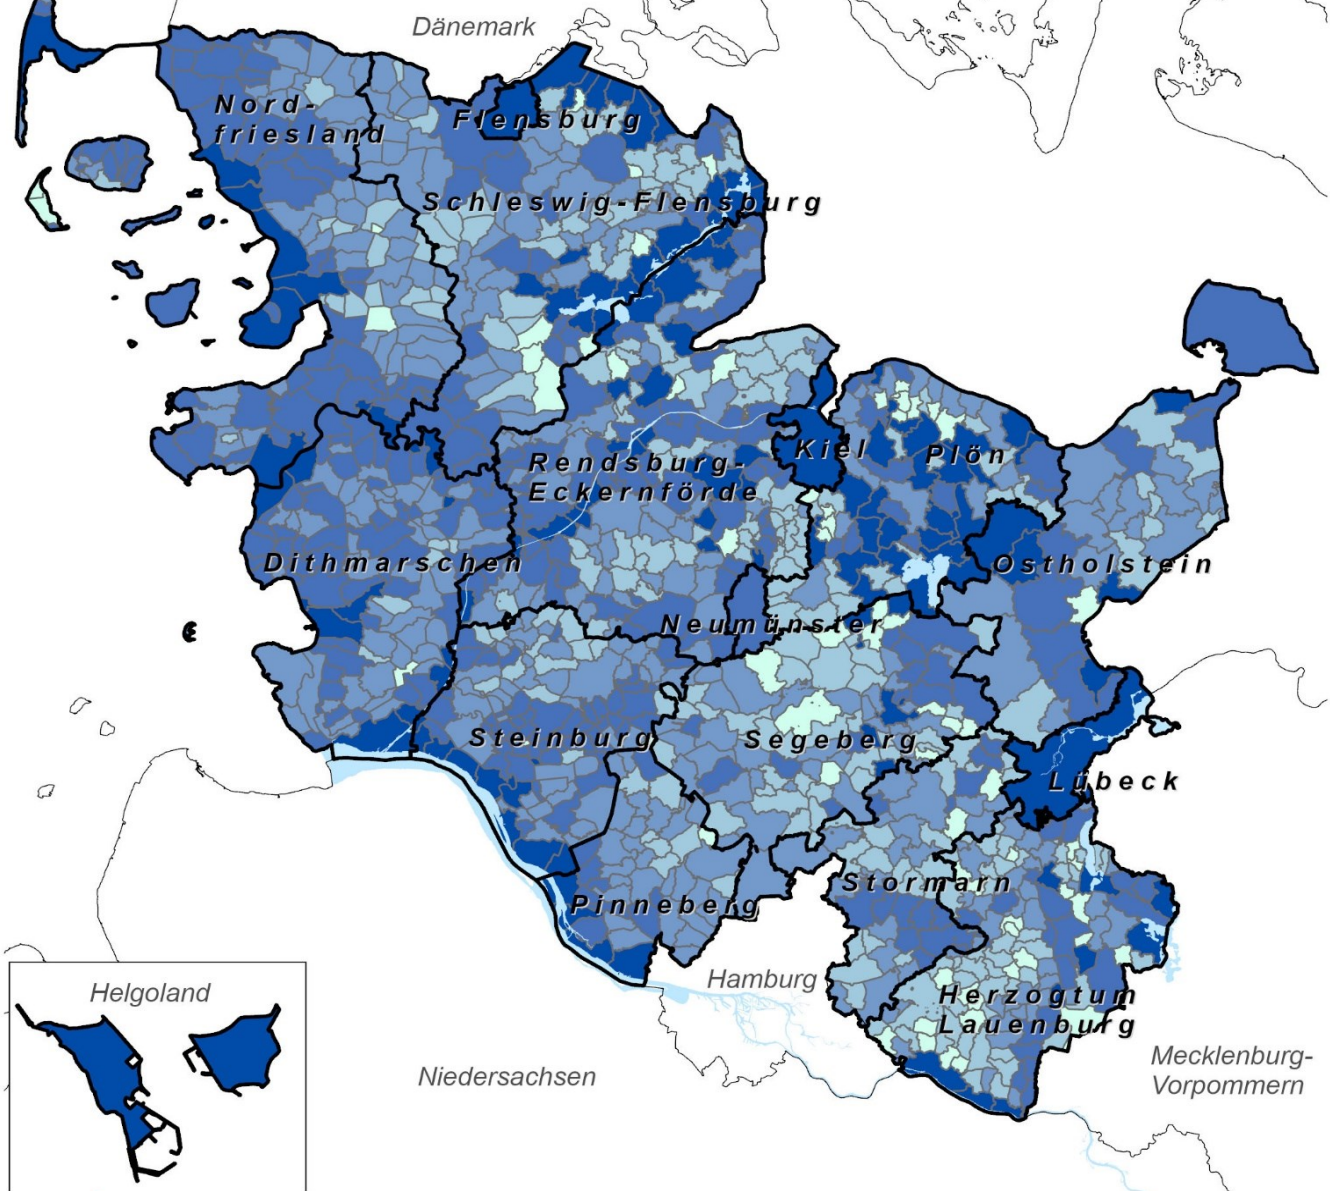 Dänemark
Nord-
friesland
Flensburg
Schleswig-Flensburg
Kiel
Plön
Rendsburg-
Eckernförde
Dithmarschen
Ostholstein
Neumünster
Steinburg
Segeberg
Lübeck
Stormarn
Pinneberg
Hamburg
Helgoland
Herzogtum
Lauenburg
Niedersachsen
Mecklenburg-
Vorpommern